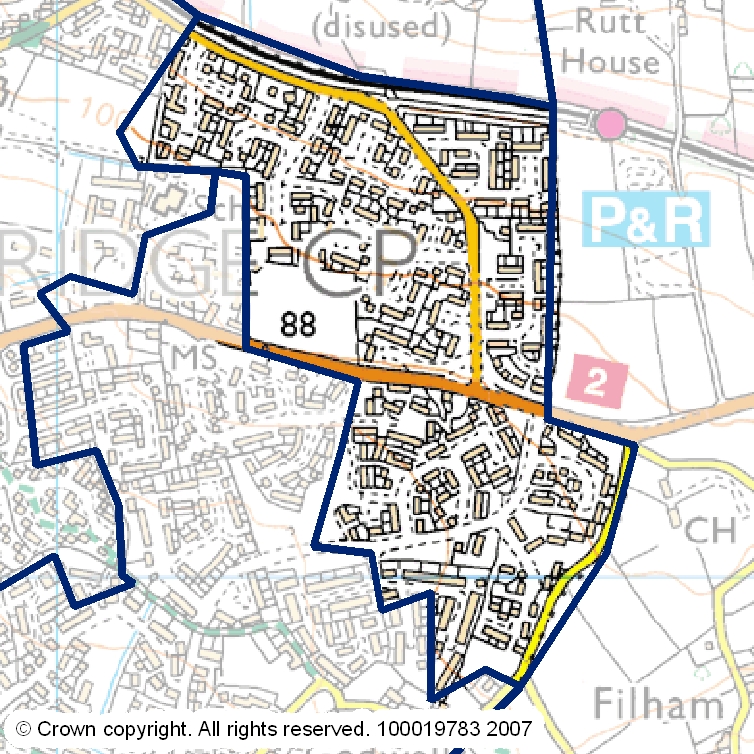 (disused)
Rutt
House
100
P&R
Sch
RIDGE CP
88
MS
2
CH
Filham
© Crown copyright. All rights reserved. 100019783 2007